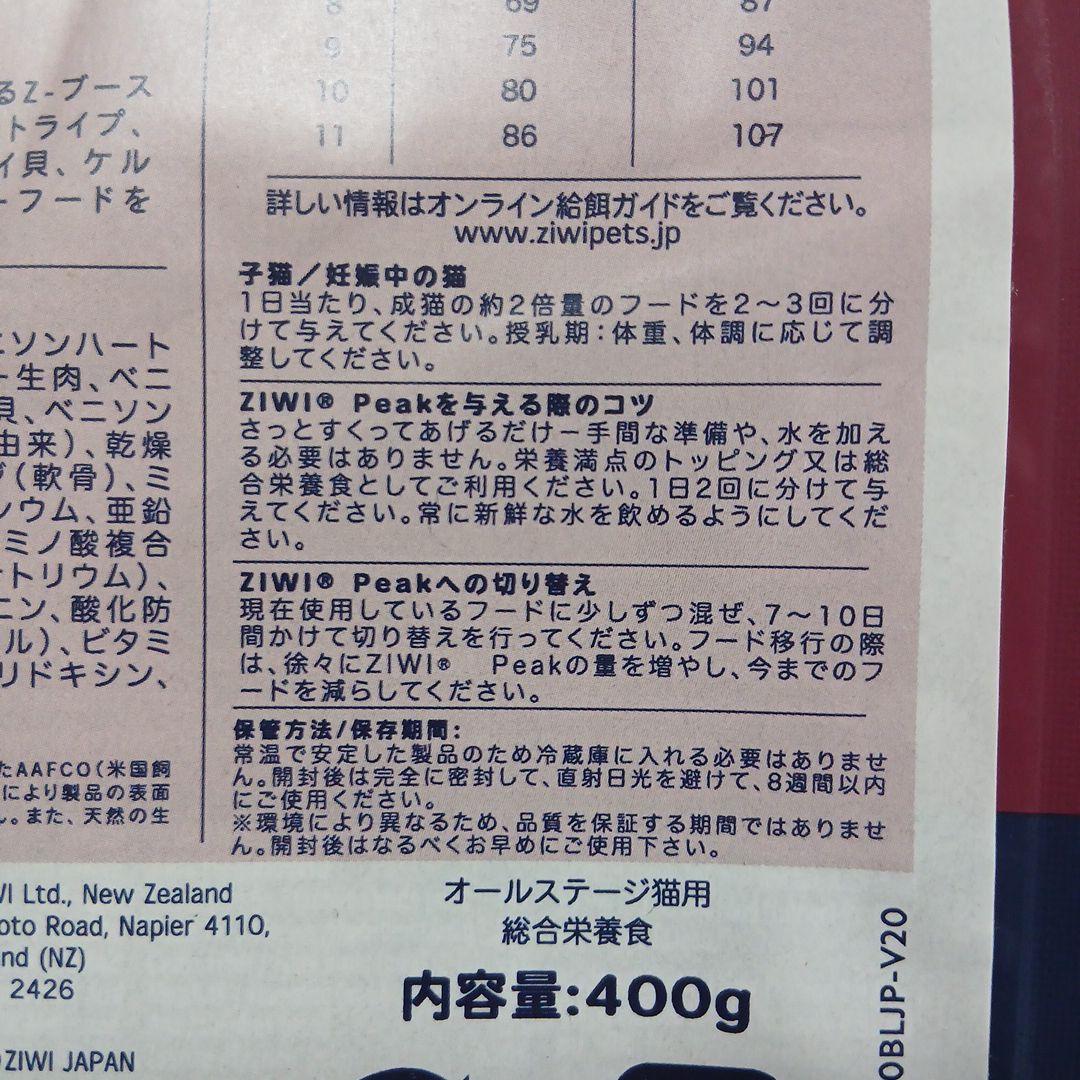 8 69 87
9 75 94
10 80 101
11 86 107
るZ-ブース
トライプ、
ィ貝、ケル
ーフードを
詳しい情報はオンライン給餌ガイドをご覧ください。
www.ziwipets.jp
子猫/妊娠中の猫
1日当たり、成猫の約2倍量のフードを2〜3回に分
けて与えてください。授乳期:体重、体調に応じて調
整してください。
ZIWI® Peakを与える際のコツ
さっとすくってあげるだけー手間な準備や、水を加え
る必要はありません。栄養満点のトッピング又は総
合栄養食としてご利用ください。1日2回に分けて与
えてください。常に新鮮な水を飲めるようにしてくだ
さい。
ZIWI® Peakへの切り替え
現在使用しているフードに少しずつ混ぜ、7〜10日
間かけて切り替えを行ってください。フード移行の際
は、徐々にZIWI® Peakの量を増やし、今までのフ
ードを減らしてください。
保管方法/保存期間:
常温で安定した製品のため冷蔵庫に入れる必要はありませ
ん。開封後は完全に密封して、直射日光を避けて、8週間以内
にご使用ください。
※環境により異なるため、品質を保証する期間ではありませ
ん。開封後はなるべくお早めにご使用下さい。
ニソンハート
ー生肉、ベニ
貝、ベニソン
由来)、乾燥
ブ(軟骨)、ミ
シウム、亜鉛
ミノ酸複合
ナトリウム)、
ニン、酸化防
ル)、ビタミ
リドキシン、
たAAFCO(米国飼
により製品の表面
ん。また、天然の生
WI Ltd., New Zealand
oto Road, Napier 4110,
nd (NZ)
2426
ZIWI JAPAN
オールステージ猫用
総合栄養食
内容量:400g
0BLJP-V20